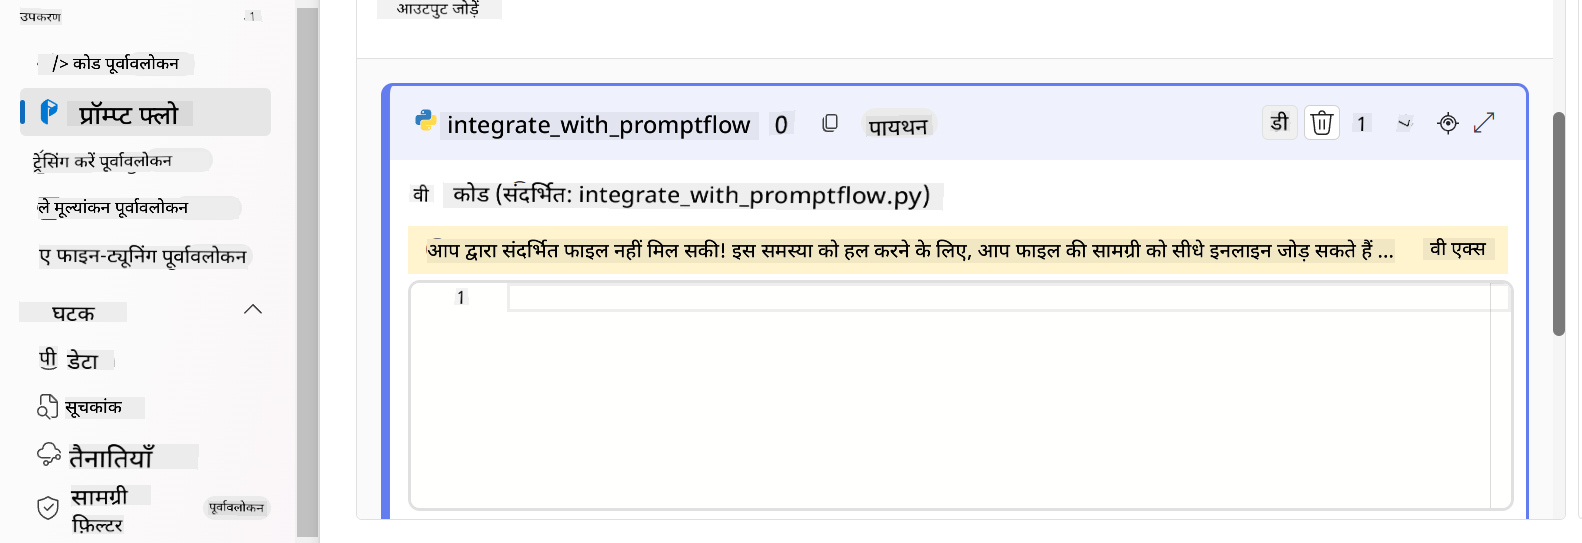 उपकरण
1
/> कोड पूर्वावलोकन
प्रॉम्प्ट फ्लो
ट्रेसिंग करें पूर्वावलोकन
ले मूल्यांकन पूर्वावलोकन
ए फाइन-ट्यूनिंग पूर्वावलोकन
घटक
पी डेटा
सूचकांक
तैनातियाँ
सामग्री
फ़िल्टर
पूर्वावलोकन
आउटपुट जोड़ें
integrate_with_promptflow 0 पायथन डी 1
वी कोड (संदर्भित: integrate_with_promptflow.py)
आप द्वारा संदर्भित फाइल नहीं मिल सकी! इस समस्या को हल करने के लिए, आप फाइल की सामग्री को सीधे इनलाइन जोड़ सकते हैं ... वी एक्स
1